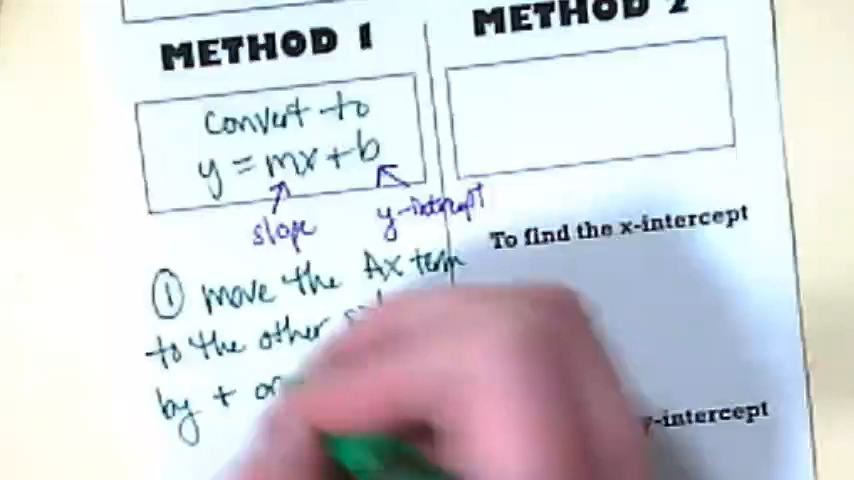 METHOD 1
METHOD 2
Convert to
y = mx + b
slope
y-intercept
① move the Ax term
to the other
by + or
To find the x-intercept
y-intercept